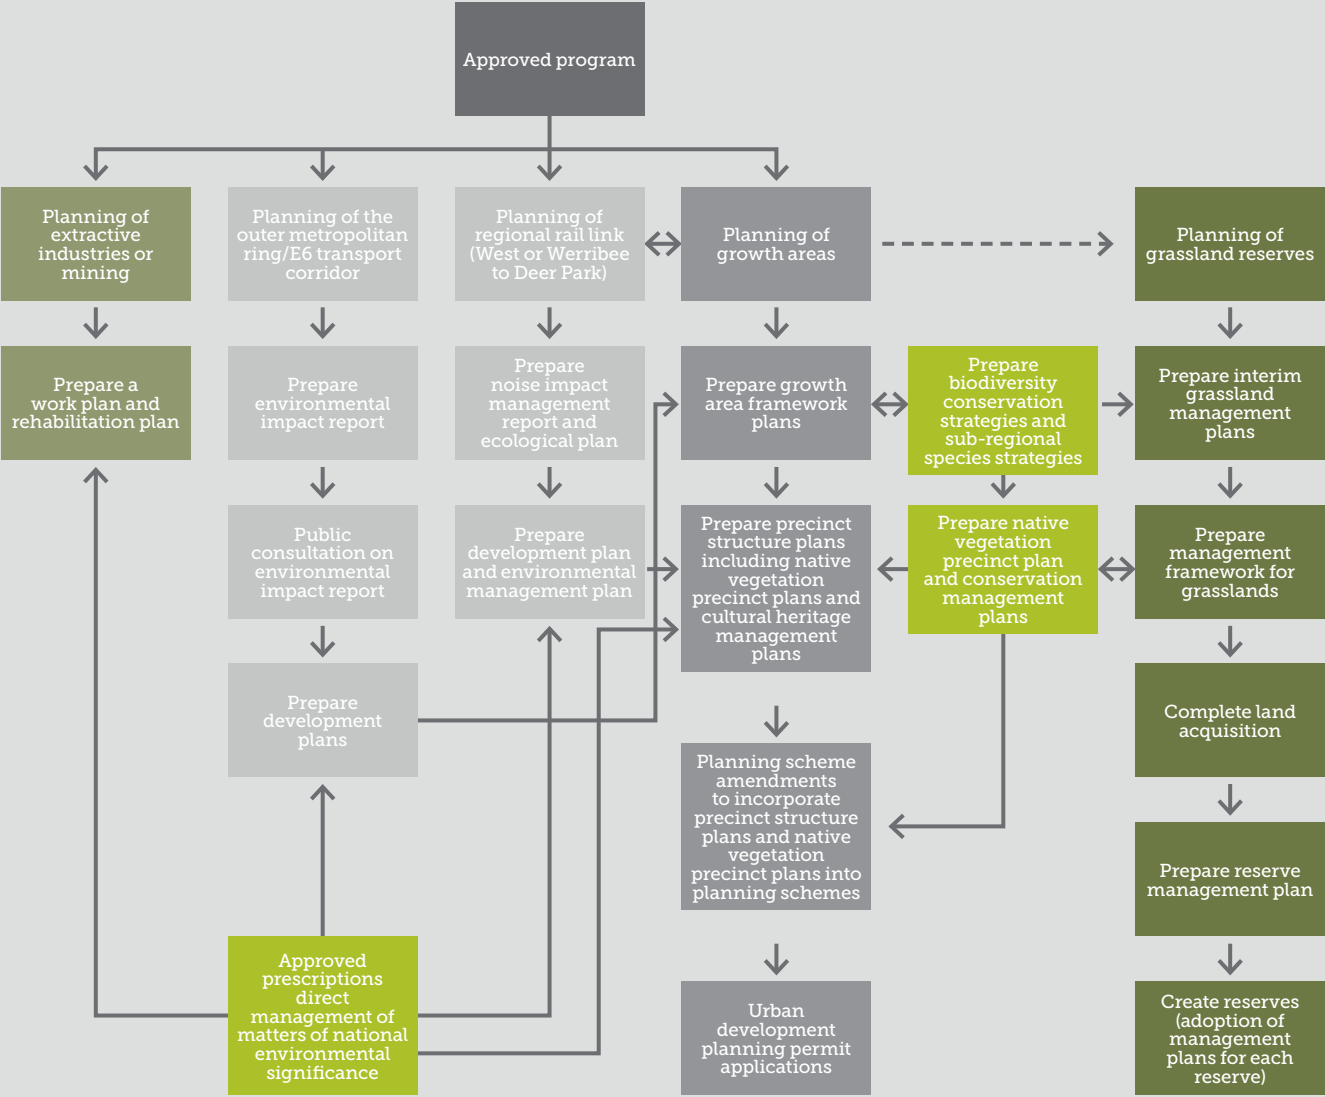 Approved program
Planning of
extractive
industries or
mining
Planning of the
outer metropolitan
ring/E6 transport
corridor
Planning of
regional rail link
(West or Werribee
to Deer Park)
Planning of
growth areas
Planning of
grassland reserves
Prepare a
work plan and
rehabilitation plan
Prepare
environmental
impact report
Prepare
noise impact
management
report and
ecological plan
Prepare growth
area framework
plans
Prepare
biodiversity
conservation
strategies and
sub-regional
species strategies
Prepare interim
grassland
management
plans
Public
consultation on
environmental
impact report
Prepare
development plan
and environmental
management plan
Prepare precinct
structure plans
including native
vegetation
precinct plans and
cultural heritage
management
plans
Prepare native
vegetation
precinct plan
and conservation
management
plans
Prepare
management
framework for
grasslands
Prepare
development
plans
Complete land
acquisition
Planning scheme
amendments
to incorporate
precinct structure
plans and native
vegetation
precinct plans into
planning schemes
Prepare reserve
management plan
Approved
prescriptions
direct
management of
matters of national
environmental
significance
Urban
development
planning permit
applications
Create reserves
(adoption of
management
plans for each
reserve)